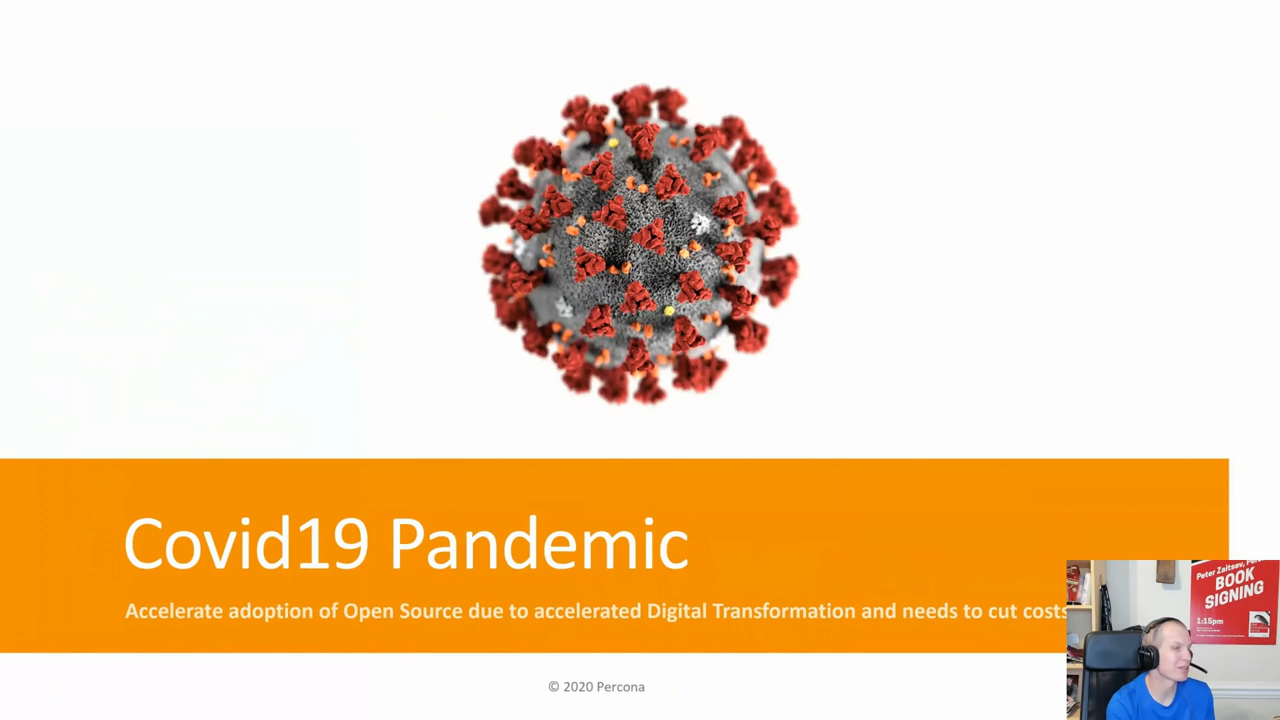 Covid19 Pandemic
Accelerate adoption of Open Source due to accelerated Digital Transformation and needs to cut costs
© 2020 Percona
Peter Zaitsev,
BOOK
SIGNING
1:15pm